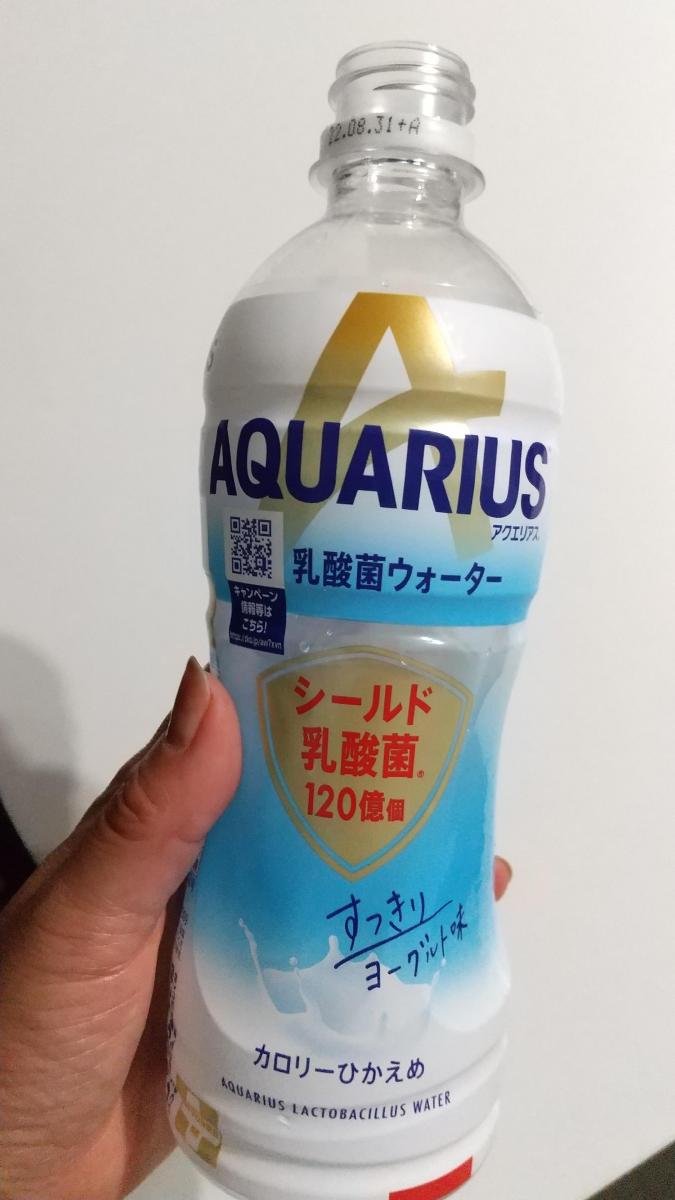 22.08.31+A
AQUARIUS
アクエリアス
乳酸菌ウォーター
キャンペーン
情報等は
こちら!
シールド
乳酸菌®
120億個
すっきり
ヨーグルト味
カロリーひかえめ
AQUARIUS LACTOBACILLUS WATER